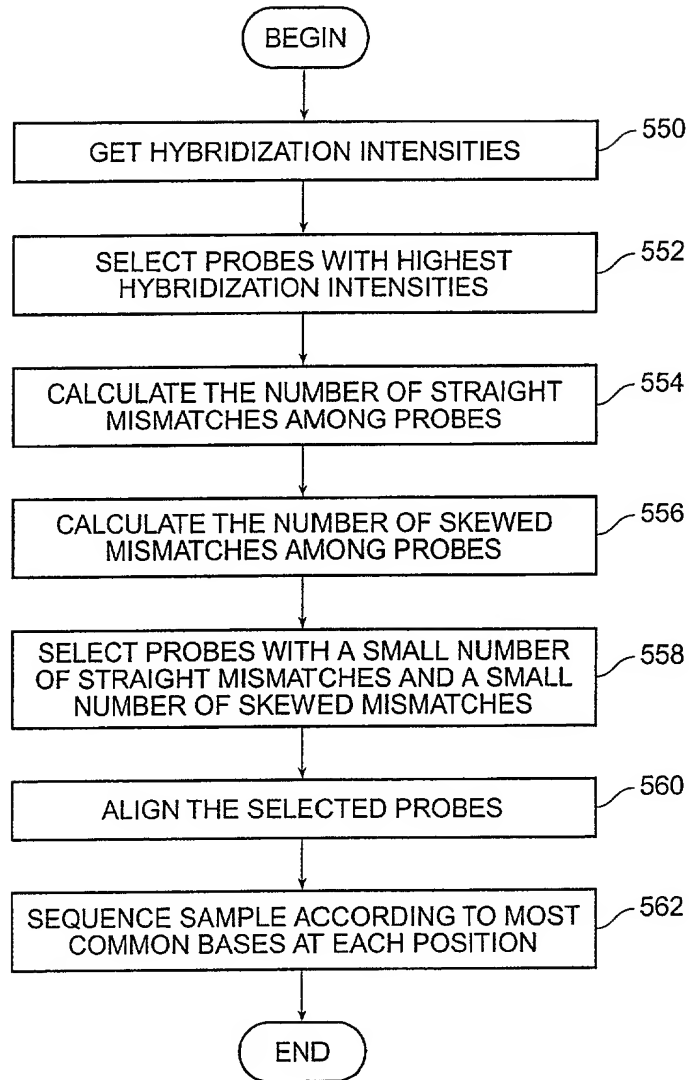 BEGIN
GET HYBRIDIZATION INTENSITIES
550
SELECT PROBES WITH HIGHEST
HYBRIDIZATION INTENSITIES
552
CALCULATE THE NUMBER OF STRAIGHT
MISMATCHES AMONG PROBES
554
CALCULATE THE NUMBER OF SKEWED
MISMATCHES AMONG PROBES
556
SELECT PROBES WITH A SMALL NUMBER
OF STRAIGHT MISMATCHES AND A SMALL
NUMBER OF SKEWED MISMATCHES
558
ALIGN THE SELECTED PROBES
560
SEQUENCE SAMPLE ACCORDING TO MOST
COMMON BASES AT EACH POSITION
562
END